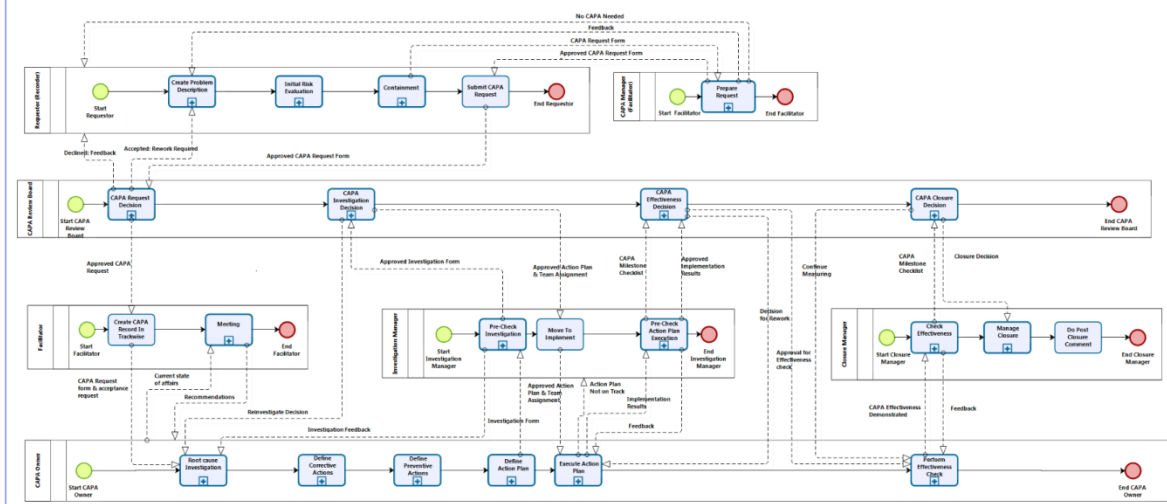 No CAPA Needed
Feedback
CAPA Request Form
Approved CAPA Request Form
Requester (Recorder)
Start
Requestor
Create Problem
Description
Initial Risk
Evaluation
Containment
Submit CAPA
Request
End Requestor
CAPA Manager
(Facilitator)
Start Facilitator
Prepare
Request
End Facilitator
Declined: Feedback
Accepted: Rework Required
Approved CAPA Request Form
CAPA Review Board
Start CAPA
Review
Board
CAPA Request
Decision
CAPA
Investigation
Decision
CAPA
Effectiveness
Decision
CAPA Closure
Decision
End CAPA
Review Board
Approved CAPA
Request
Approved Investigation Form
Approved Action Plan
& Team Assignment
CAPA
Milestone
Checklist
Approved
Implementation
Results
Continue
Measuring
CAPA
Milestone
Checklist
Closure Decision
Facilitator
Start
Facilitator
Create CAPA
Record In
Trackwise
Meeting
End
Facilitator
Investigation Manager
Start
Investigation
Manager
Pre-Check
Investigation
Move To
Implement
Pre-Check
Action Plan
Execution
End
Investigation
Manager
Decision
for Rework
Approval for
Effectiveness
check
Closure Manager
Start Closure
Manager
Check
Effectiveness
Manage
Closure
Do Post
Closure
Comment
End Closure
Manager
CAPA Request
form & acceptance
request
Current state
of affairs
Recommendations
Reinvestigate Decision
Investigation Feedback
Investigation Form
Approved Action
Plan & Team
Assignment
Action Plan
Not on Track
Implementation
Results
Feedback
CAPA Effectiveness
Demonstrated
Feedback
CAPA Owner
Start CAPA
Owner
Root cause
Investigation
Define
Corrective
Actions
Define
Preventive
Actions
Define
Action Plan
Execute Action
Plan
Perform
Effectiveness
Check
End CAPA
Owner